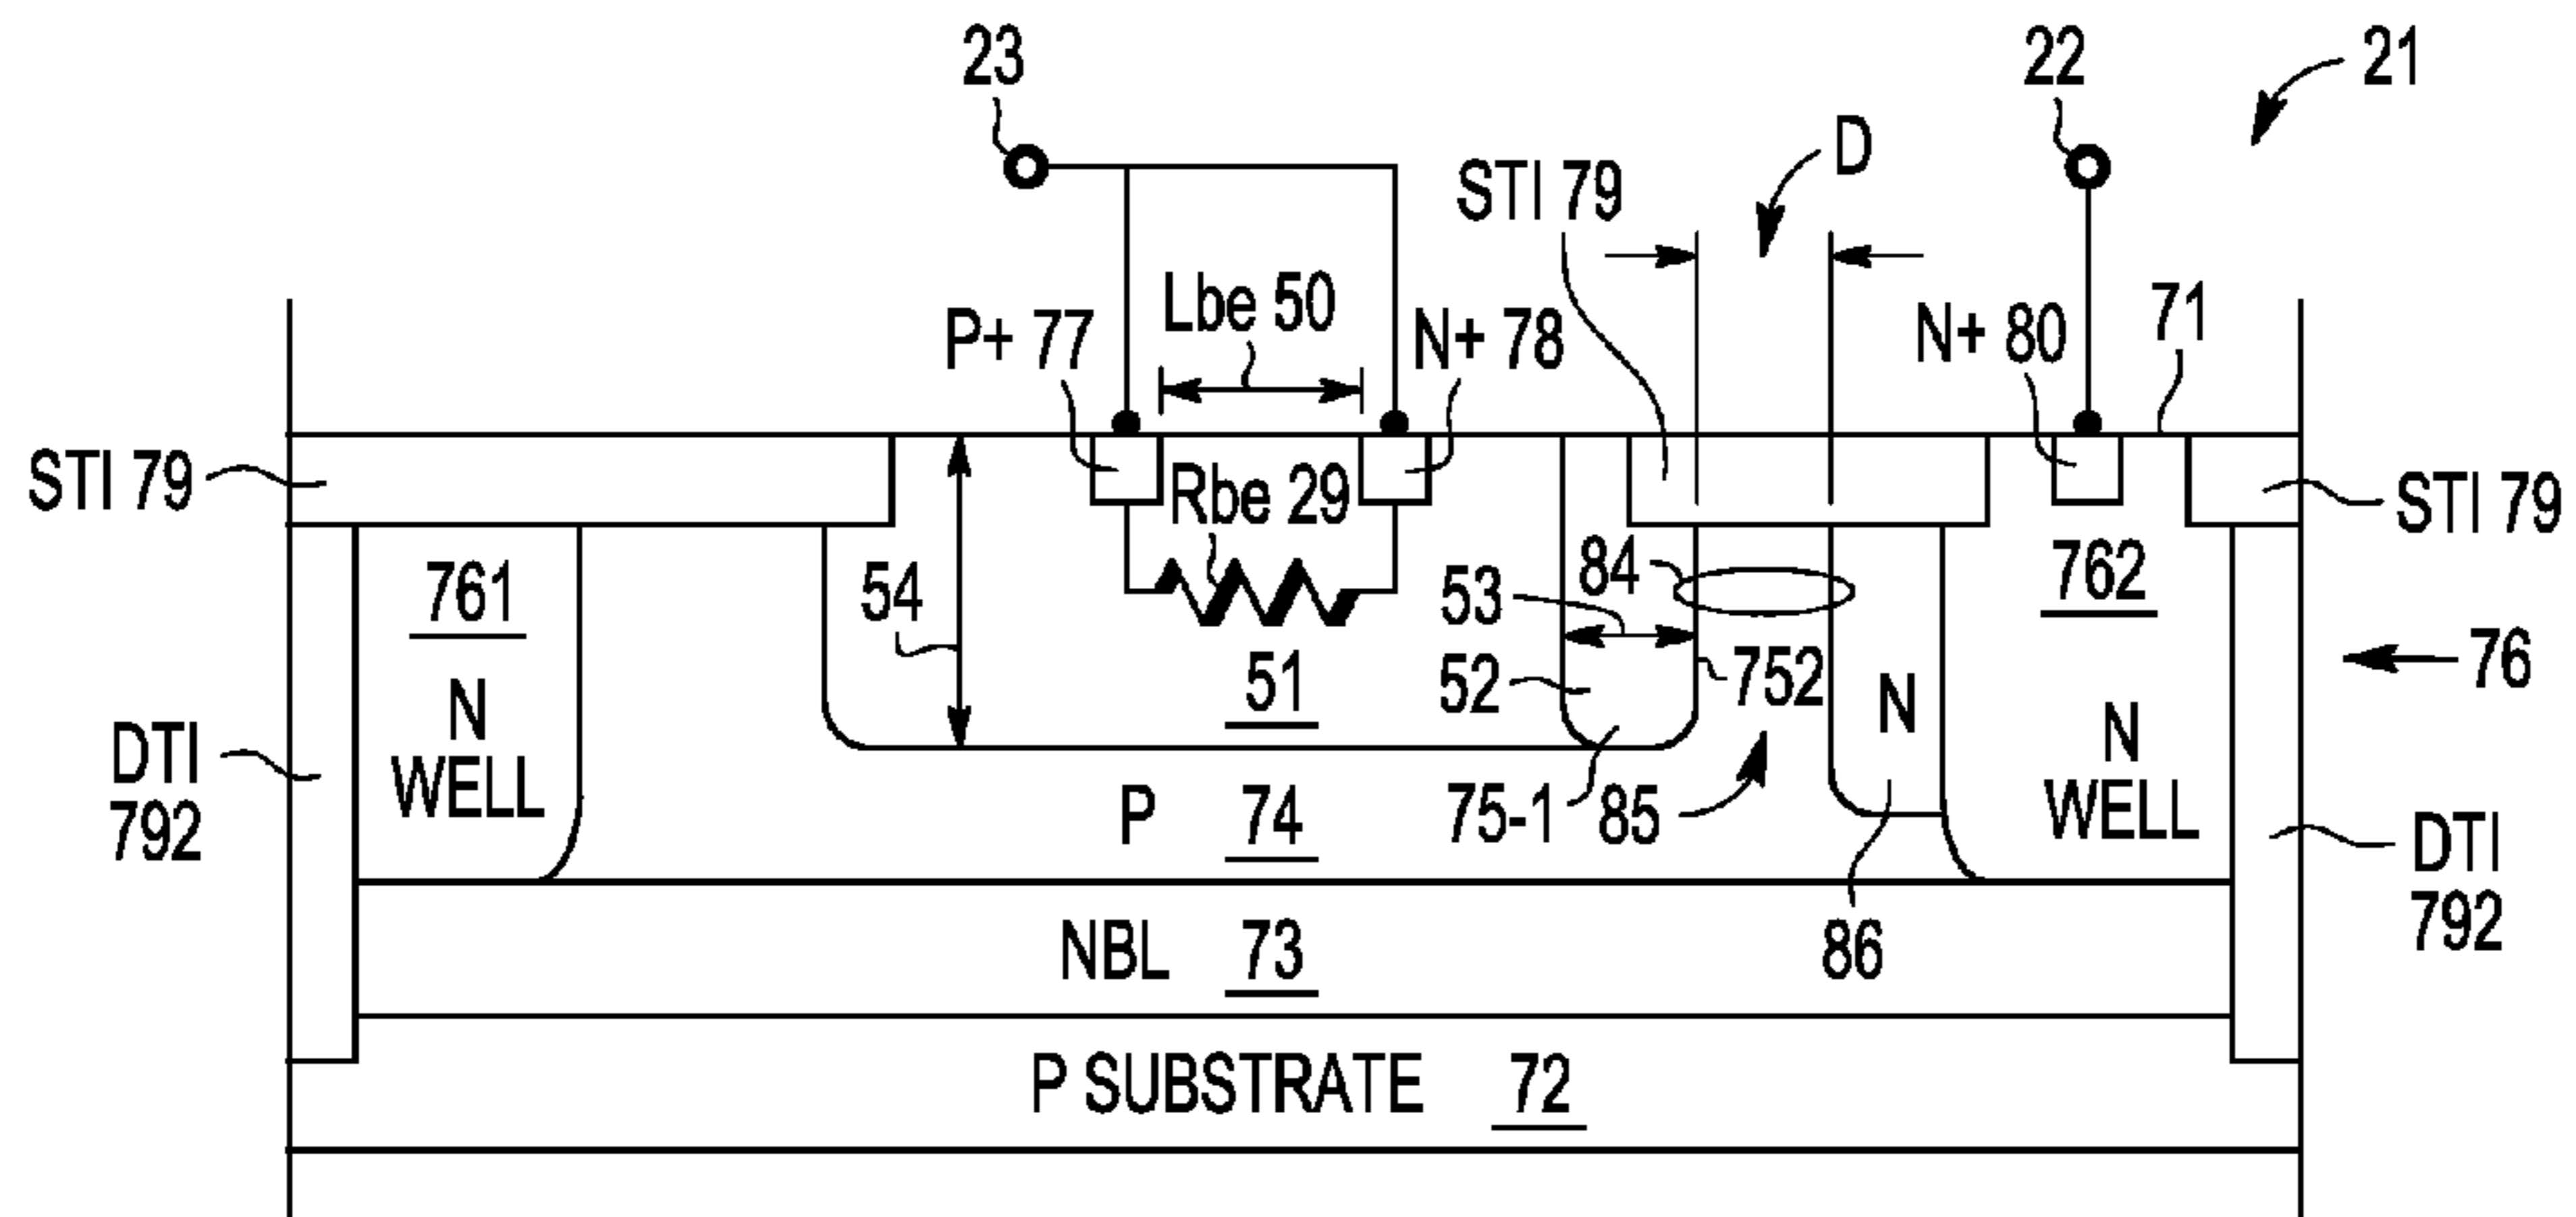 23
22
21
D
STI 79
Lbe 50
P+ 77
N+ 78
N+ 80
71
STI 79
Rbe 29
STI 79
761
N
WELL
54
51
53
84
52
752
N
762
N
WELL
76
DTI
792
P 74
75-1
85
DTI
792
NBL 73
86
P SUBSTRATE 72